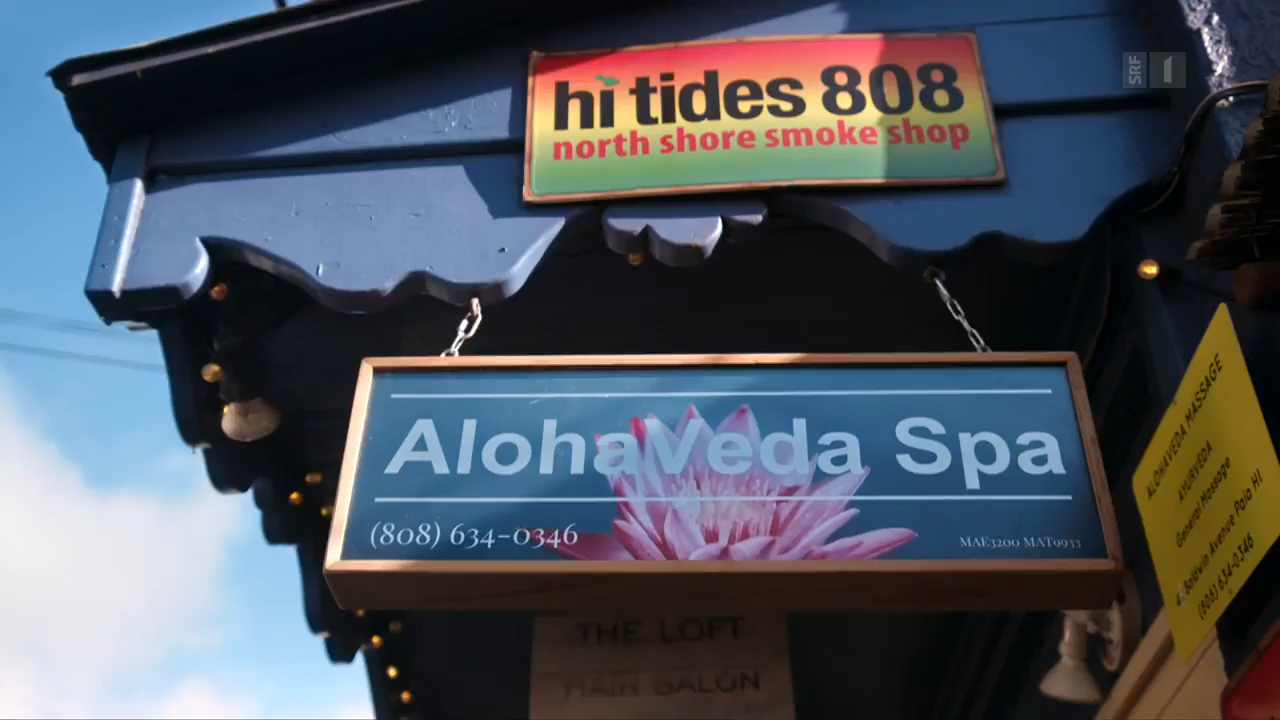 hi tides 808
north shore smoke shop
SRF 1
AlohaVeda Spa
(808) 634-0346
MAE3200 MAT9933
ALOHAVEDA MASSAGE
AYURVEDA
General Massage
Baldwin Avenue Paia HI
(808) 634-0346
THE LOFT
HAIR SALON